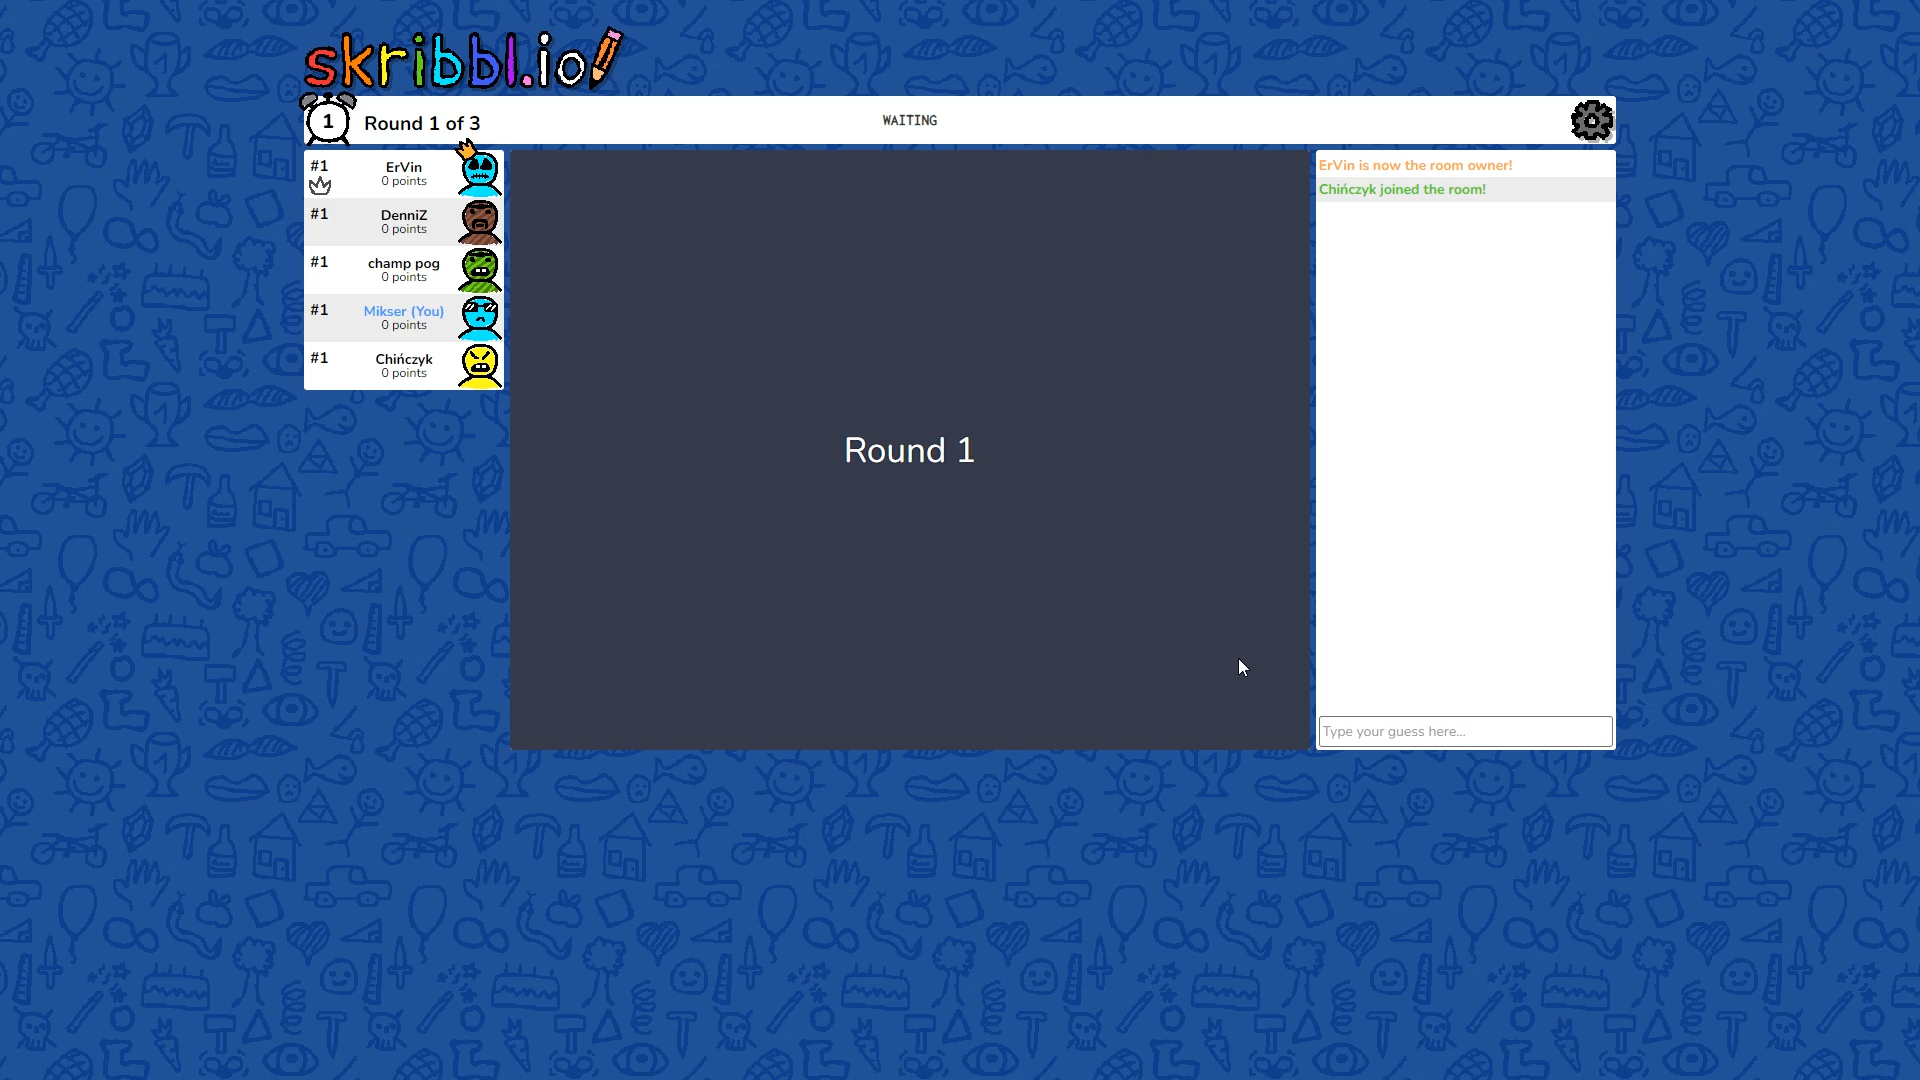 skribbl.io
1
Round 1 of 3
WAITING
#1
ErVin
0 points
#1
DenniZ
0 points
#1
champ pog
0 points
#1
Mikser (You)
0 points
#1
Chińczyk
0 points
Round 1
ErVin is now the room owner!
Chińczyk joined the room!
Type your guess here...